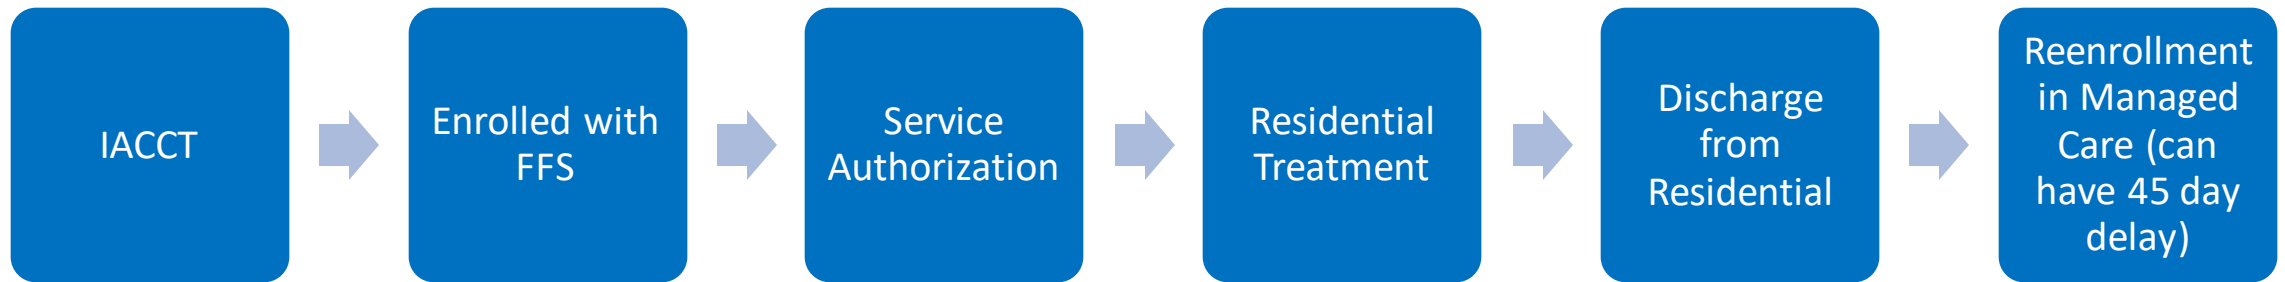 IACCT
Enrolled with
FFS
Service
Authorization
Residential
Treatment
Discharge
from
Residential
Reenrollment
in Managed
Care (can
have 45 day
delay)